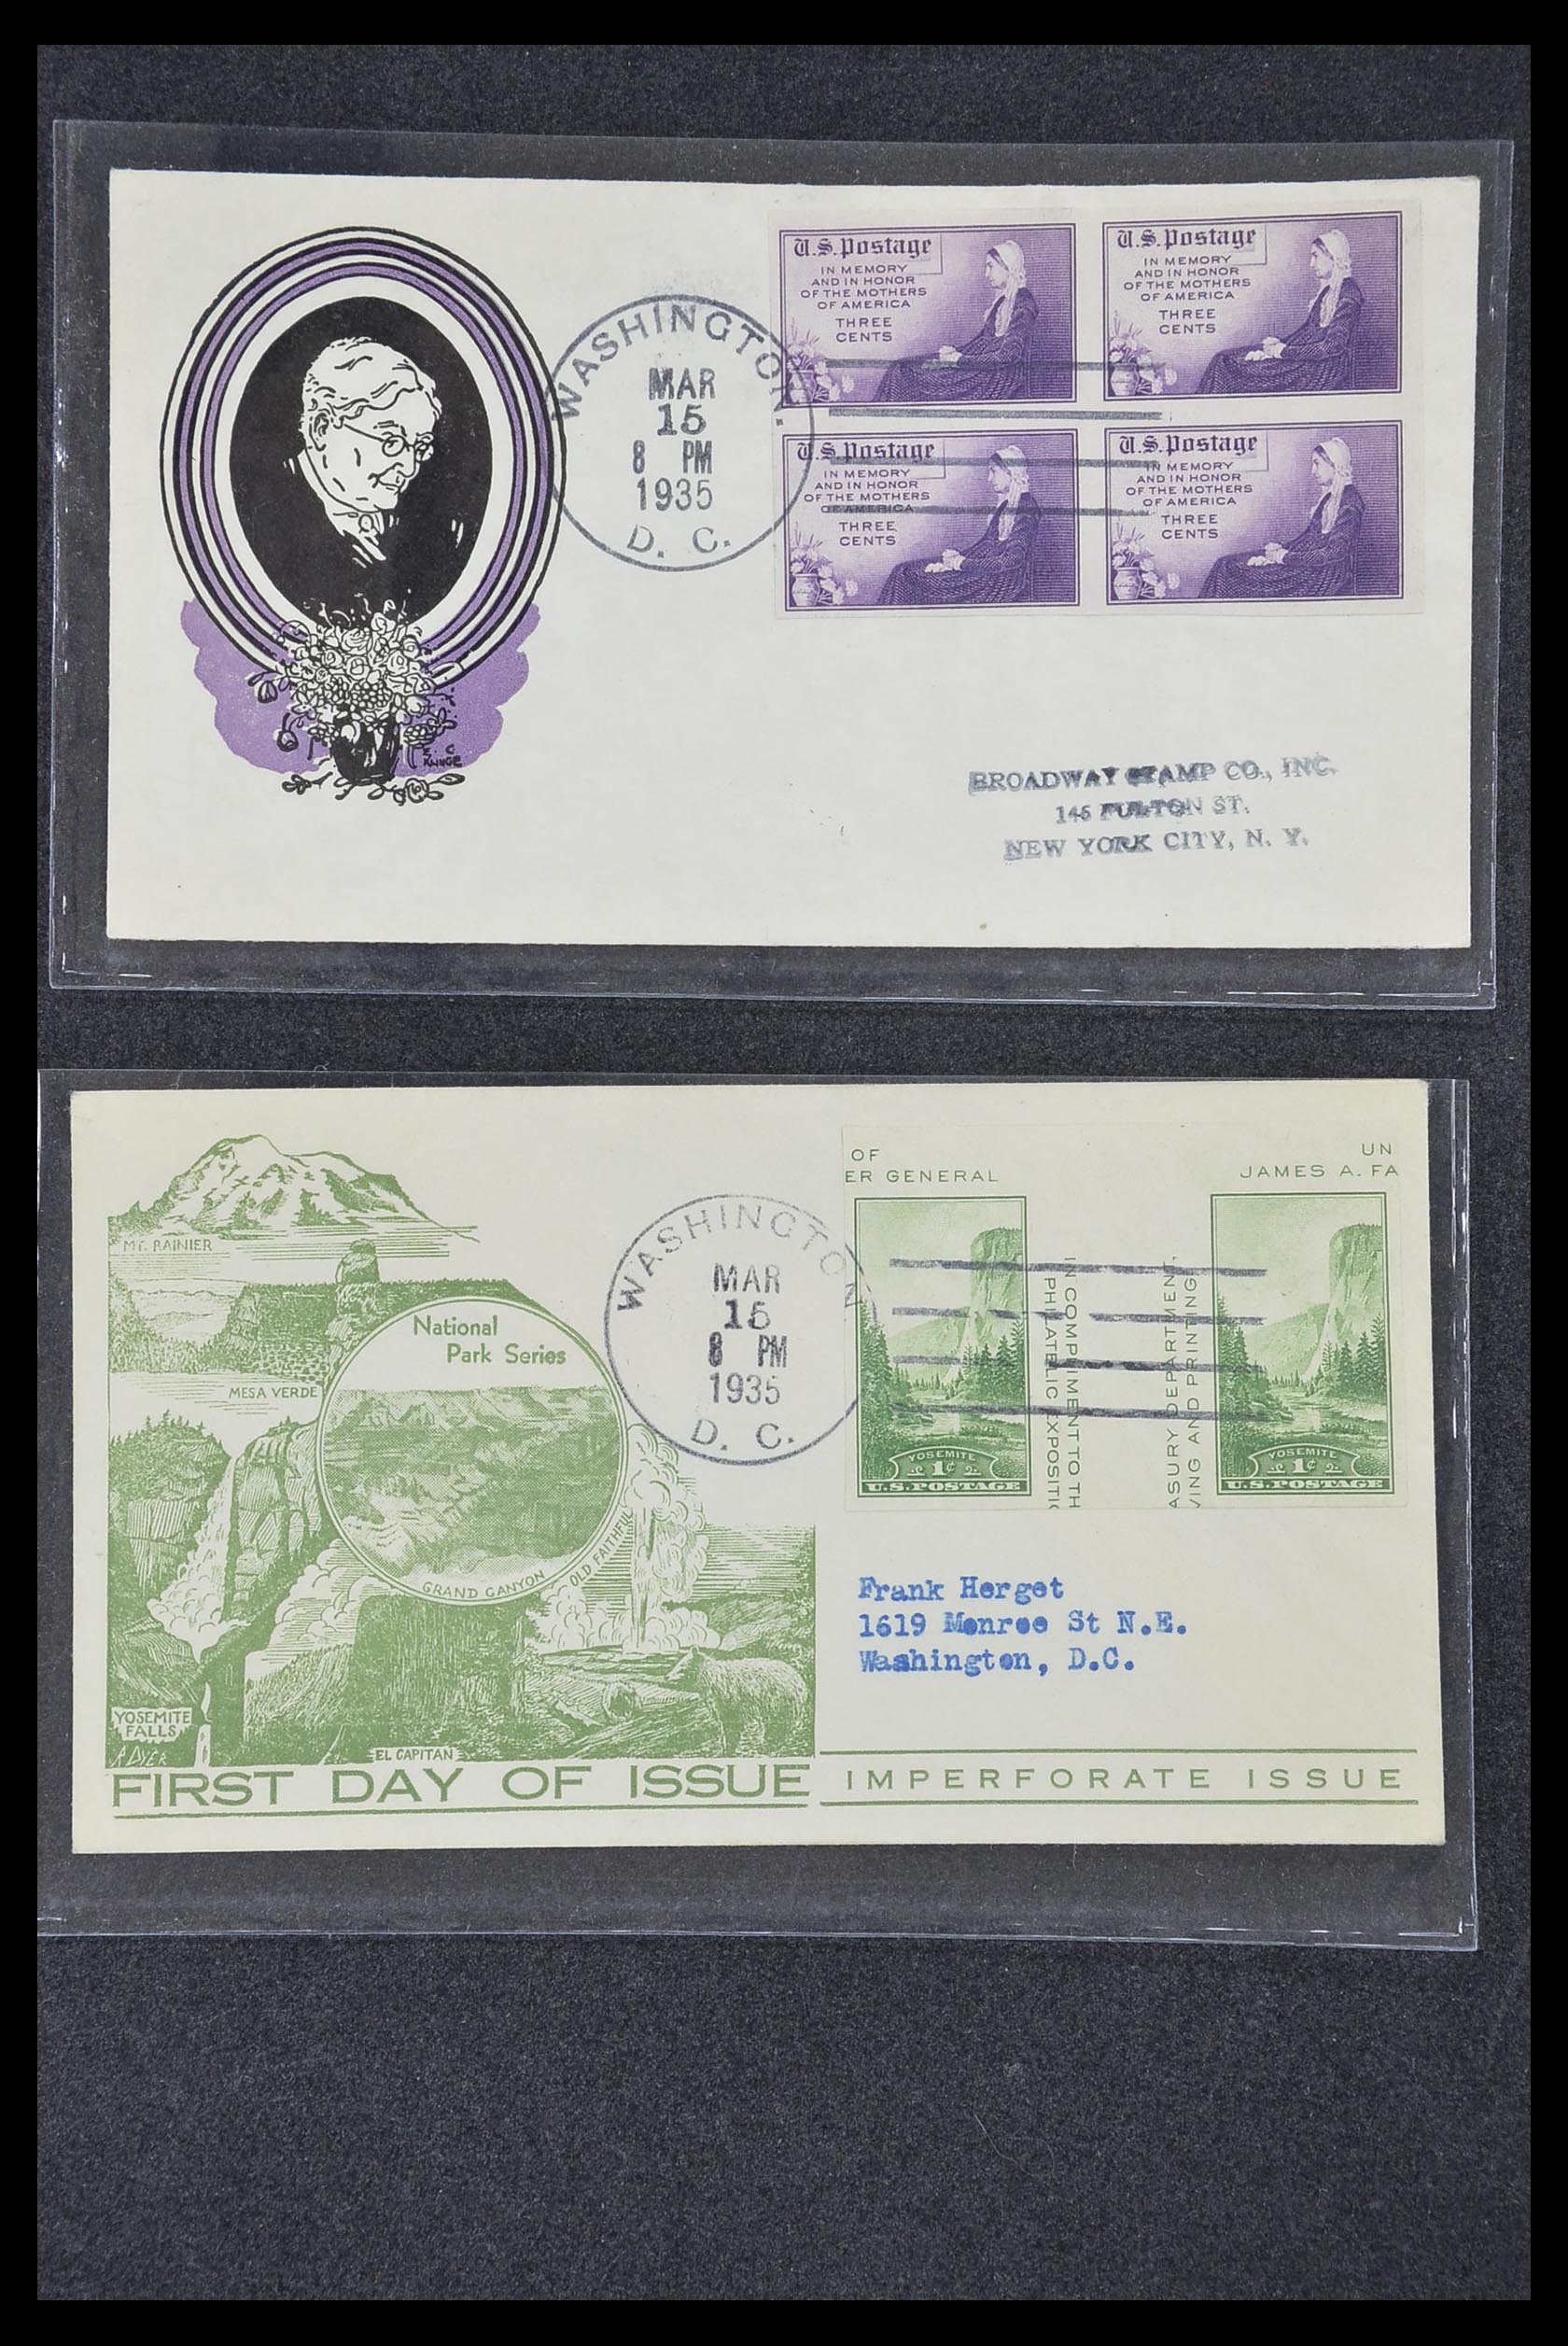 WASHINGTON.
MAR
15
8 PM
1935
D. C.
U.S. Postage
IN MEMORY
AND IN HONOR
OF THE MOTHERS
OF AMERICA
THREE
CENTS
U.S. Postage
IN MEMORY
AND IN HONOR
OF THE MOTHERS
OF AMERICA
THREE
CENTS
U.S. Postage
IN MEMORY
AND IN HONOR
OF THE MOTHERS
OF AMERICA
THREE
CENTS
U.S. Postage
IN MEMORY
AND IN HONOR
OF THE MOTHERS
OF AMERICA
THREE
CENTS
E. C.
KLUGE
BROADWAY STAMP CO., INC.
145 FULTON ST.
NEW YORK CITY, N. Y.
MT. RAINIER
MESA VERDE
National
Park Series
GRAND CANYON
OLD FAITHFUL
YOSEMITE
FALLS
A DYER
EL CAPITAN
FIRST DAY OF ISSUE
IMPERFORATE ISSUE
WASHINGTON
MAR
15
8 PM
1935
D. C.
OF
ER GENERAL
UN
JAMES A. FA
YOSEMITE
1¢
U.S. POSTAGE
IN COMPLIMENT TO TH
PHILATELIC EXPOSITI
ASURY DEPARTMENT,
VING AND PRINTING
YOSEMITE
1¢
U.S. POSTAGE
Frank Herget
1619 Monroe St N.E.
Washington, D.C.